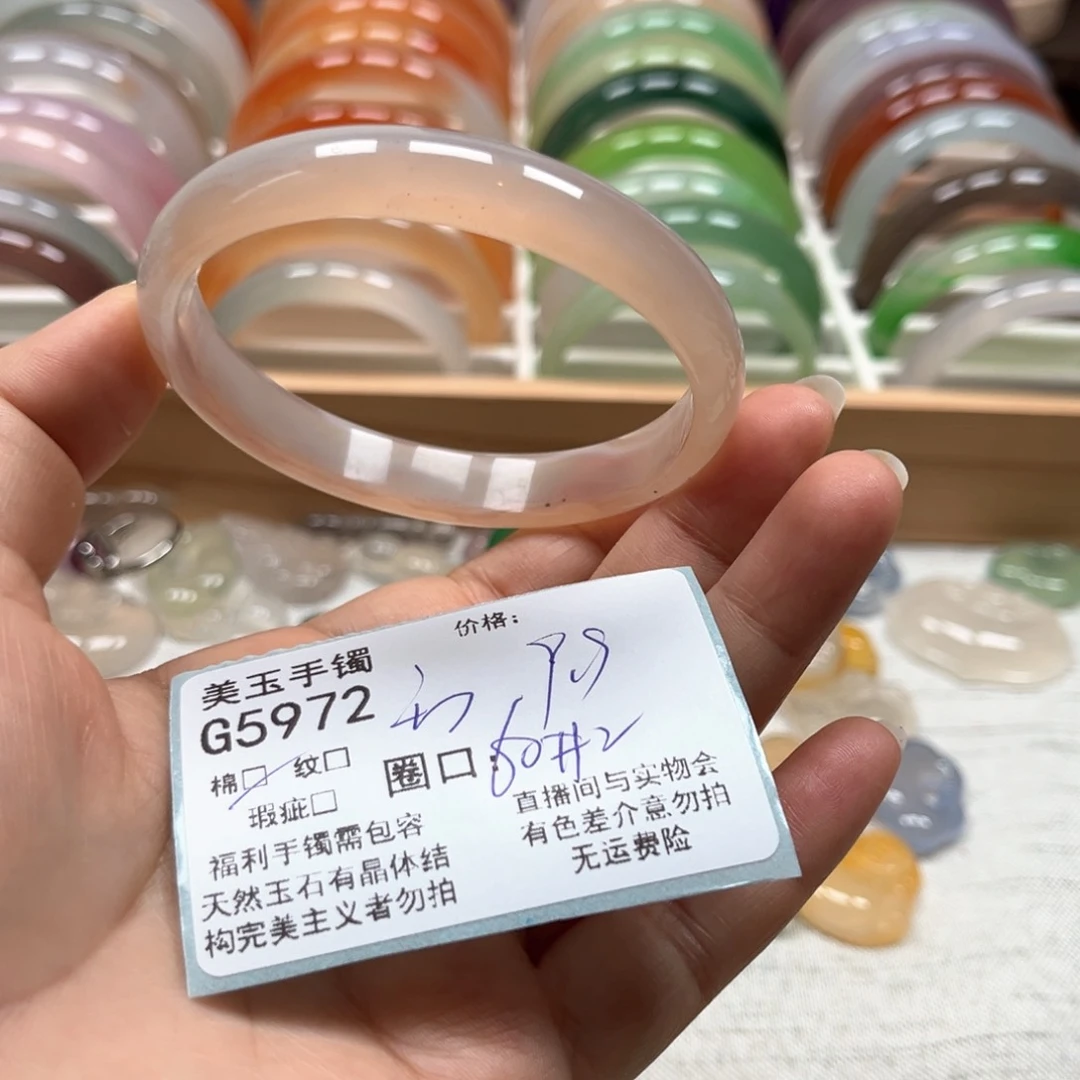 价格:
美玉手镯
G5972
棉□ 纹□ 圈口:60#2
瑕疵□
福利手镯需包容
天然玉石有晶体结
构完美主义者勿拍
直播间与实物会
有色差介意勿拍
无运费险